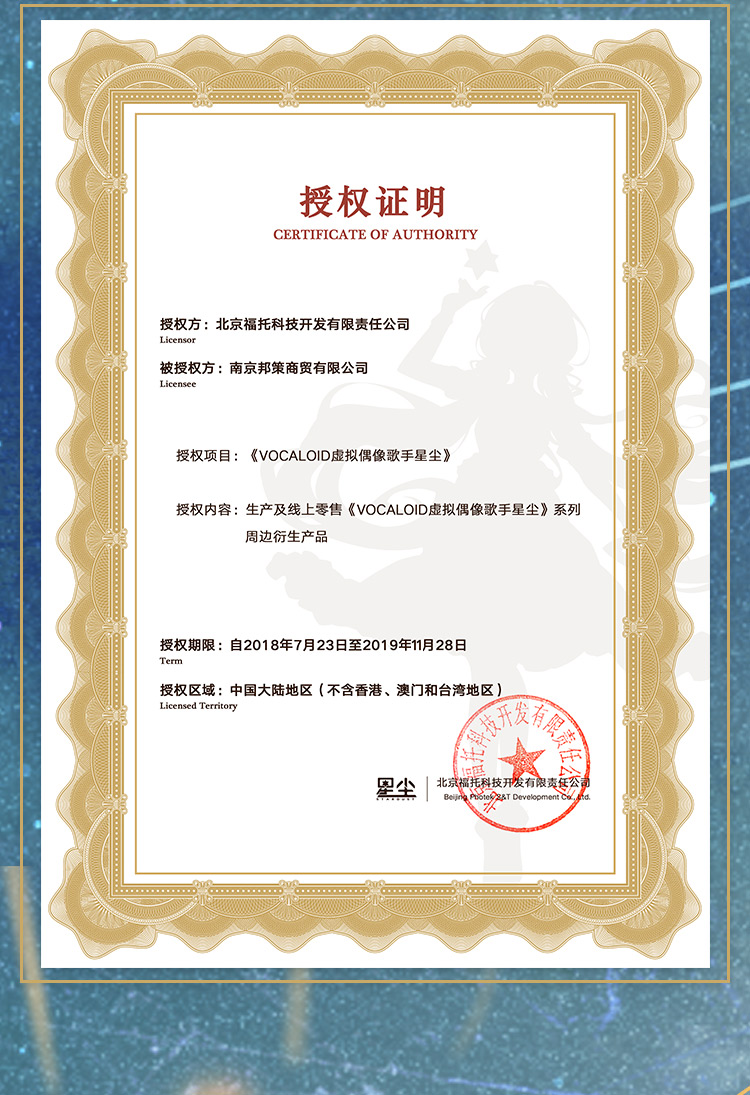 授权证明
CERTIFICATE OF AUTHORITY
授权方：北京福托科技开发有限责任公司
Licensor
被授权方：南京邦策商贸有限公司
Licensee
授权项目：《VOCALOID虚拟偶像歌手星尘》
授权内容：生产及线上零售《VOCALOID虚拟偶像歌手星尘》系列
周边衍生产品
授权期限：自2018年7月23日至2019年11月28日
Term
授权区域：中国大陆地区（不含香港、澳门和台湾地区）
Licensed Territory
北京福托科技开发有限责任公司
星尘
STARDUST
北京福托科技开发有限责任公司
Beijing Fuotek S&T Development Co., Ltd.